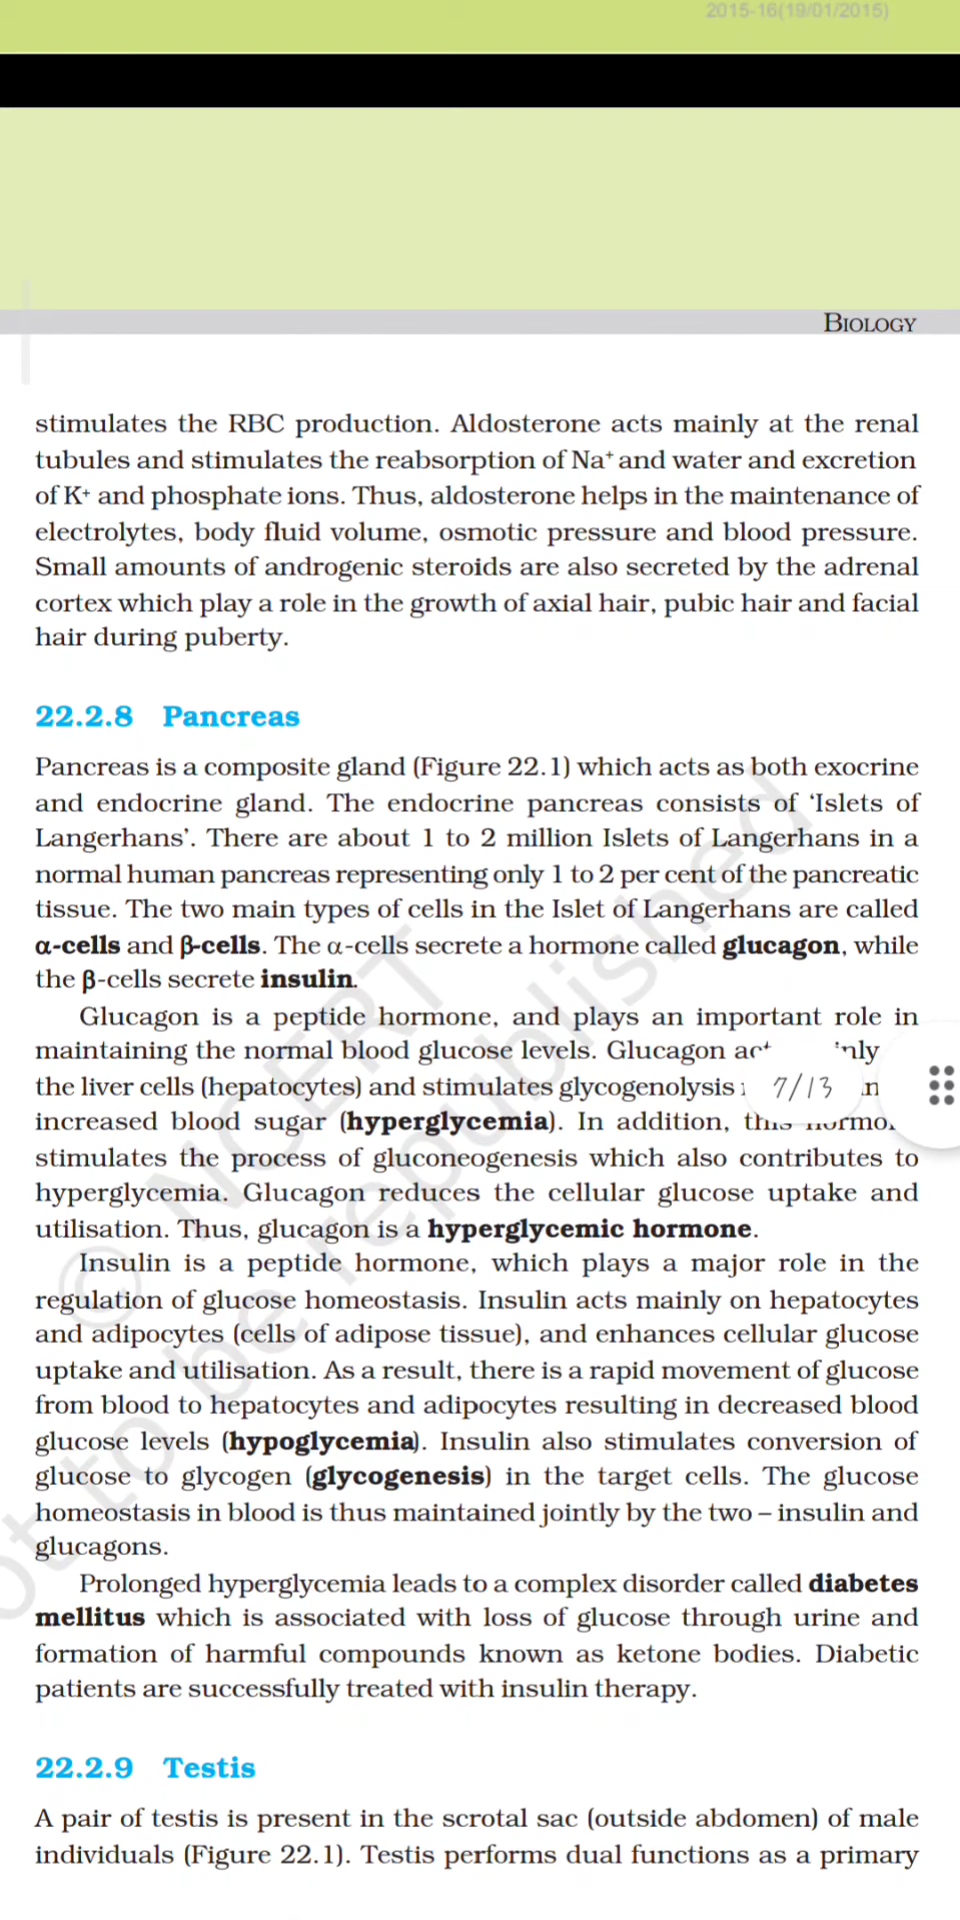 2015-16(19/01/2015)
BIOLOGY
stimulates the RBC production. Aldosterone acts mainly at the renal
tubules and stimulates the reabsorption of Na⁺ and water and excretion
of K⁺ and phosphate ions. Thus, aldosterone helps in the maintenance of
electrolytes, body fluid volume, osmotic pressure and blood pressure.
Small amounts of androgenic steroids are also secreted by the adrenal
cortex which play a role in the growth of axial hair, pubic hair and facial
hair during puberty.
22.2.8 Pancreas
Pancreas is a composite gland (Figure 22.1) which acts as both exocrine
and endocrine gland. The endocrine pancreas consists of ‘Islets of
Langerhans’. There are about 1 to 2 million Islets of Langerhans in a
normal human pancreas representing only 1 to 2 per cent of the pancreatic
tissue. The two main types of cells in the Islet of Langerhans are called
α-cells and β-cells. The α-cells secrete a hormone called glucagon, while
the β-cells secrete insulin.
Glucagon is a peptide hormone, and plays an important role in
maintaining the normal blood glucose levels. Glucagon
the liver cells (hepatocytes) and stimulates glycogenolysis
7/13
increased blood sugar (hyperglycemia). In addition, this
stimulates the process of gluconeogenesis which also contributes to
hyperglycemia. Glucagon reduces the cellular glucose uptake and
utilisation. Thus, glucagon is a hyperglycemic hormone.
Insulin is a peptide hormone, which plays a major role in the
regulation of glucose homeostasis. Insulin acts mainly on hepatocytes
and adipocytes (cells of adipose tissue), and enhances cellular glucose
uptake and utilisation. As a result, there is a rapid movement of glucose
from blood to hepatocytes and adipocytes resulting in decreased blood
glucose levels (hypoglycemia). Insulin also stimulates conversion of
glucose to glycogen (glycogenesis) in the target cells. The glucose
homeostasis in blood is thus maintained jointly by the two – insulin and
glucagons.
Prolonged hyperglycemia leads to a complex disorder called diabetes
mellitus which is associated with loss of glucose through urine and
formation of harmful compounds known as ketone bodies. Diabetic
patients are successfully treated with insulin therapy.
22.2.9 Testis
A pair of testis is present in the scrotal sac (outside abdomen) of male
individuals (Figure 22.1). Testis performs dual functions as a primary
© NCERT
not to be republished